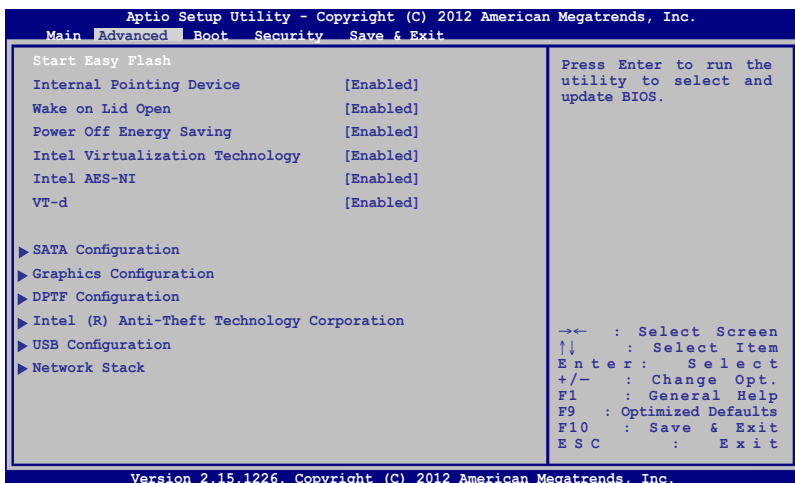 Aptio Setup Utility - Copyright (C) 2012 American Megatrends, Inc.
Main Advanced Boot Security Save & Exit
Start Easy Flash
Internal Pointing Device [Enabled]
Wake on Lid Open [Enabled]
Power Off Energy Saving [Enabled]
Intel Virtualization Technology [Enabled]
Intel AES-NI [Enabled]
VT-d [Enabled]
SATA Configuration
Graphics Configuration
DPTF Configuration
Intel (R) Anti-Theft Technology Corporation
USB Configuration
Network Stack
Press Enter to run the
utility to select and
update BIOS.
→← : Select Screen
↑↓ : Select Item
Enter: Select
+/— : Change Opt.
F1 : General Help
F9 : Optimized Defaults
F10 : Save & Exit
ESC : Exit
Version 2.15.1226. Copyright (C) 2012 American Megatrends, Inc.